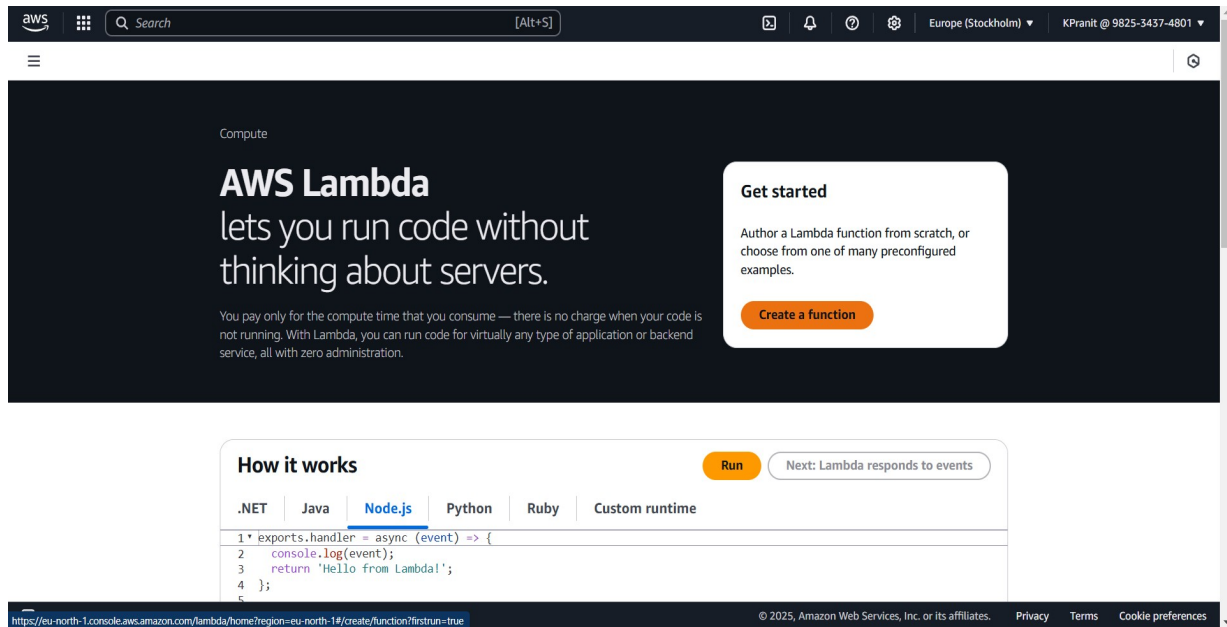 aws
Search [Alt+S]
Europe (Stockholm) ▼
KPranit @ 9825-3437-4801 ▼
Compute
AWS Lambda
lets you run code without
thinking about servers.
You pay only for the compute time that you consume — there is no charge when your code is
not running. With Lambda, you can run code for virtually any type of application or backend
service, all with zero administration.
Get started
Author a Lambda function from scratch, or
choose from one of many preconfigured
examples.
Create a function
How it works
Run
Next: Lambda responds to events
.NET Java Node.js Python Ruby Custom runtime
1 exports.handler = async (event) => {
2 console.log(event);
3 return 'Hello from Lambda!';
4 };
5
https://eu-north-1.console.aws.amazon.com/lambda/home?region=eu-north-1#/create/function?firstrun=true
© 2025, Amazon Web Services, Inc. or its affiliates. Privacy Terms Cookie preferences